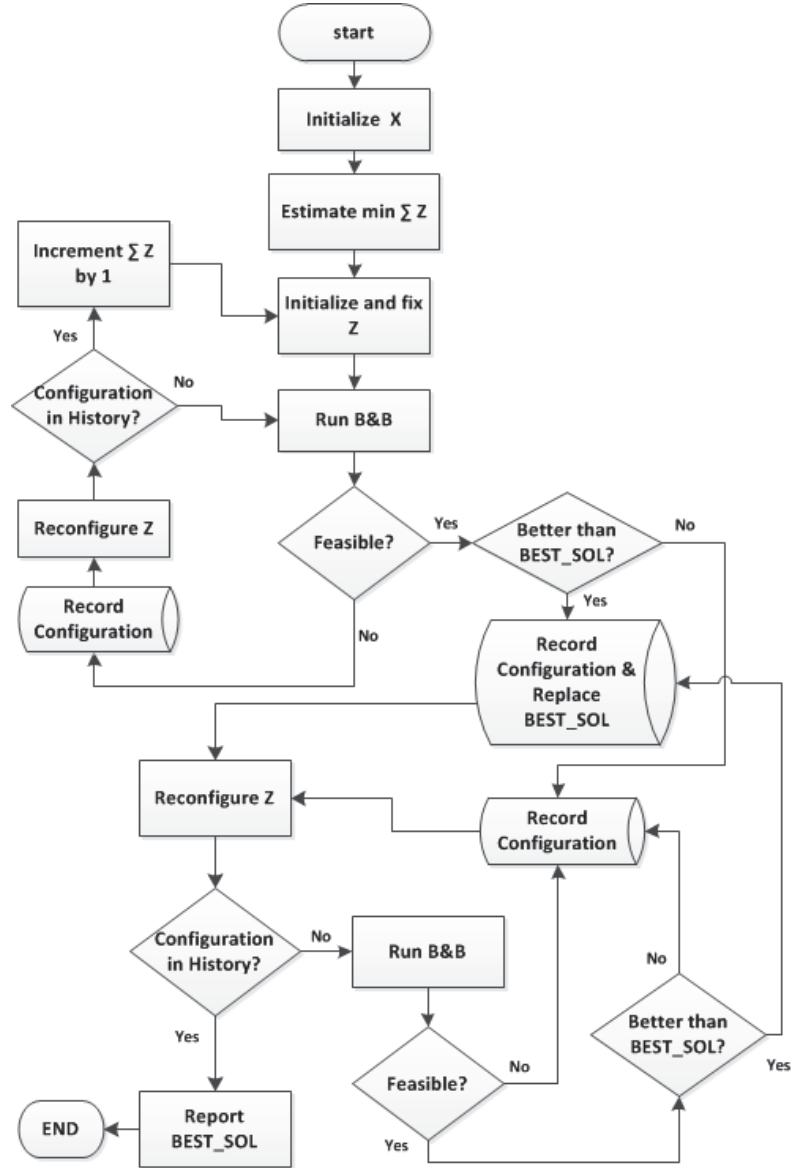 start
Initialize X
Estimate min ∑ Z
Increment ∑ Z
by 1
Initialize and fix
Z
Yes
Configuration
in History?
No
Run B&B
Reconfigure Z
Feasible?
Yes
Better than
BEST_SOL?
No
Yes
Record
Configuration
No
Record
Configuration &
Replace
BEST_SOL
Reconfigure Z
Record
Configuration
Configuration
in History?
No
Run B&B
No
Better than
BEST_SOL?
Yes
Yes
Feasible?
No
Report
BEST_SOL
END
Yes